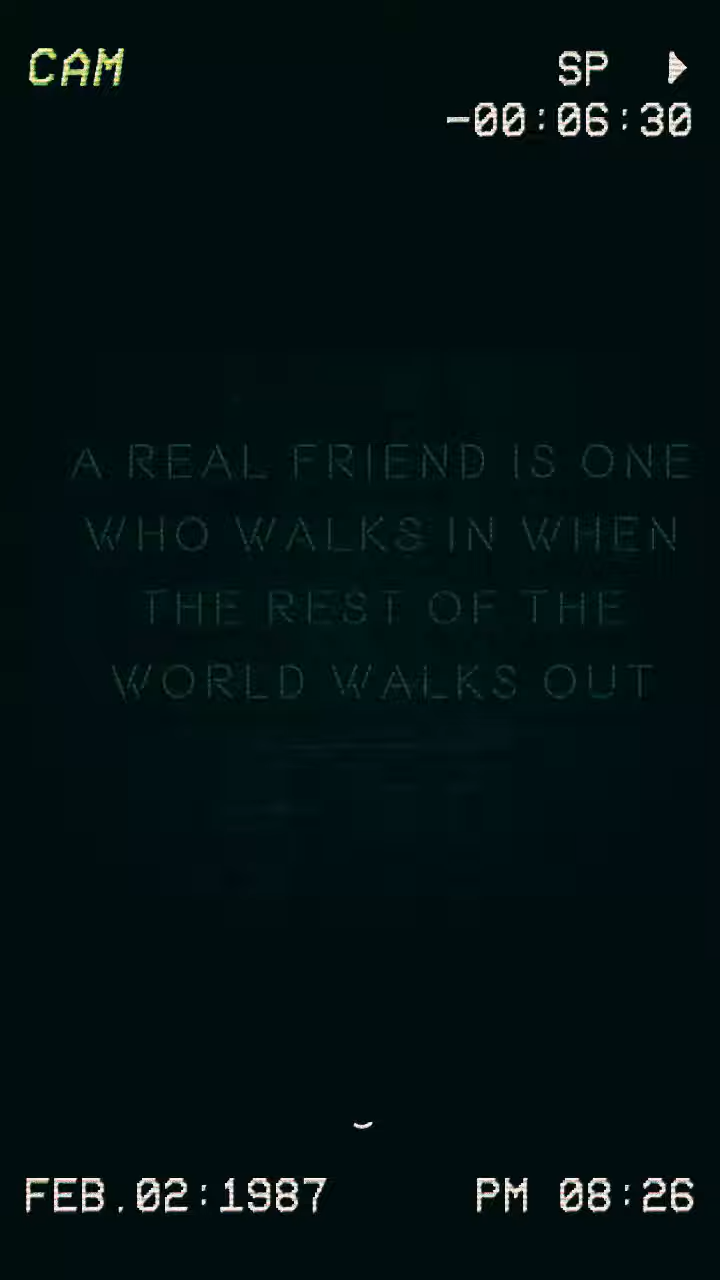 CAM
SP
-00:06:30
A REAL FRIEND IS ONE
WHO WALKS IN WHEN
THE REST OF THE
WORLD WALKS OUT
FEB.02:1987
PM 08:26